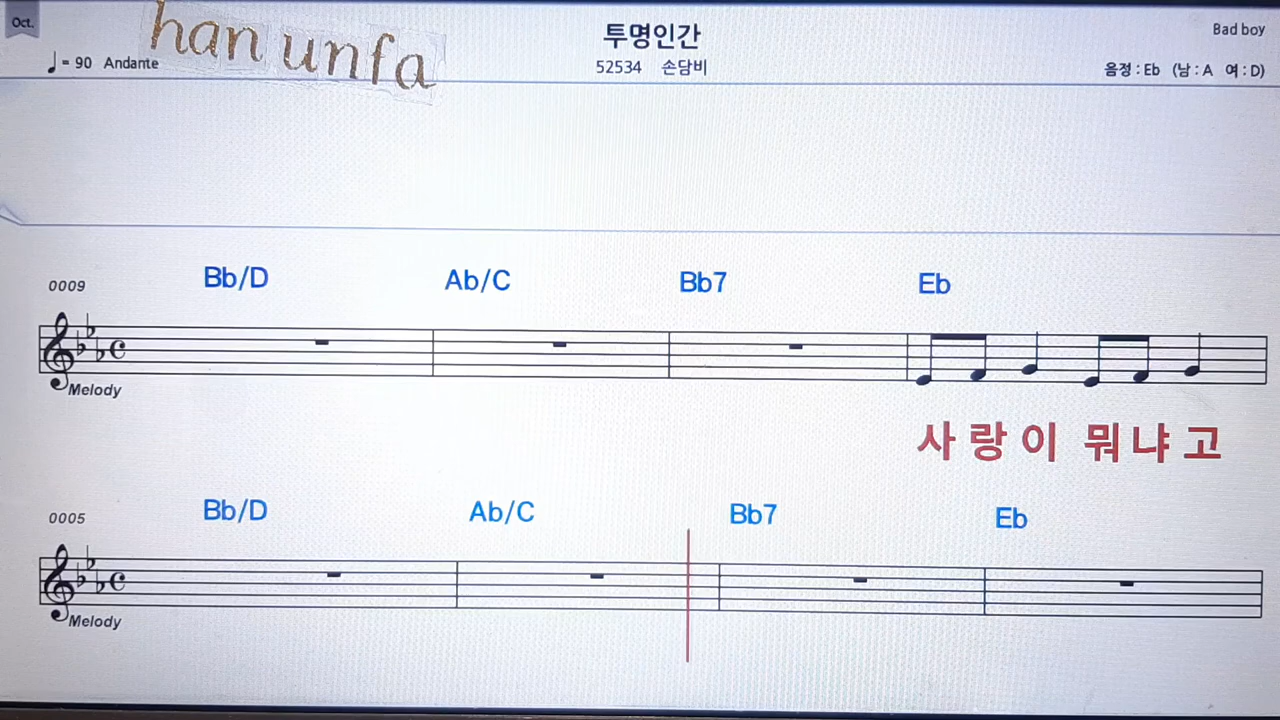 Oct.
han unfa
투명인간
Bad boy
♩= 90 Andante
52534 손담비
음정 : Eb (남 : A 여 : D)
0009
Bb/D Ab/C Bb7 Eb
Melody
사 랑 이 뭐 냐 고
0005
Bb/D Ab/C Bb7 Eb
Melody